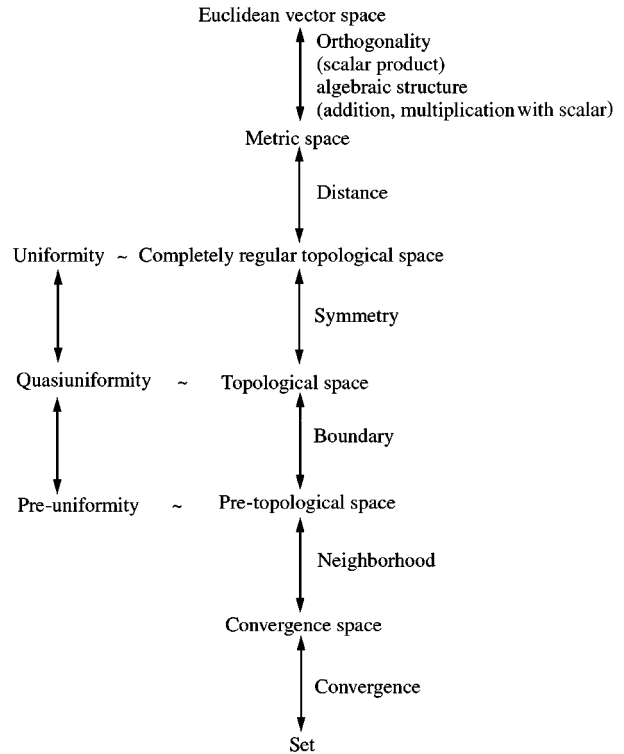 Euclidean vector space
Orthogonality
(scalar product)
algebraic structure
(addition, multiplication with scalar)
Metric space
Distance
Uniformity ~ Completely regular topological space
Symmetry
Quasiuniformity ~ Topological space
Boundary
Pre-uniformity ~ Pre-topological space
Neighborhood
Convergence space
Convergence
Set